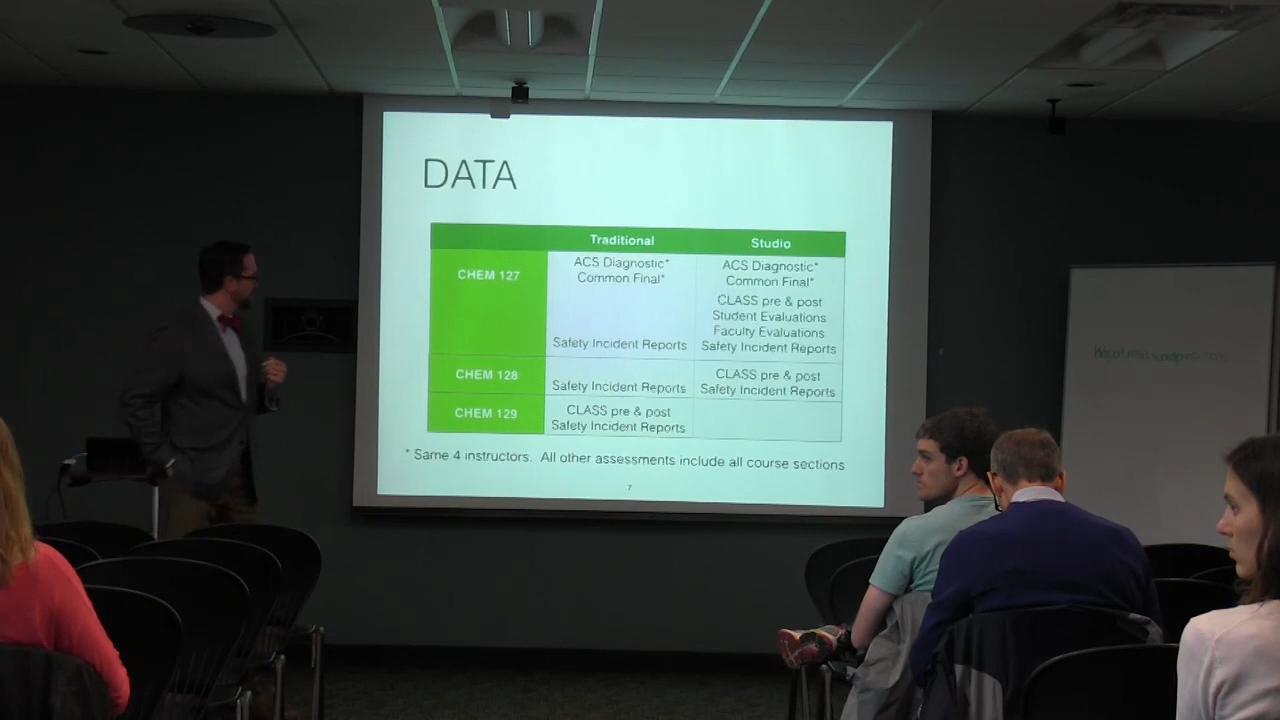 DATA
Traditional Studio
CHEM 127
ACS Diagnostic* ACS Diagnostic*
Common Final* Common Final*
CLASS pre & post
Student Evaluations
Faculty Evaluations
Safety Incident Reports Safety Incident Reports
CHEM 128
CLASS pre & post
Safety Incident Reports Safety Incident Reports
CHEM 129
CLASS pre & post
Safety Incident Reports
* Same 4 instructors. All other assessments include all course sections
7